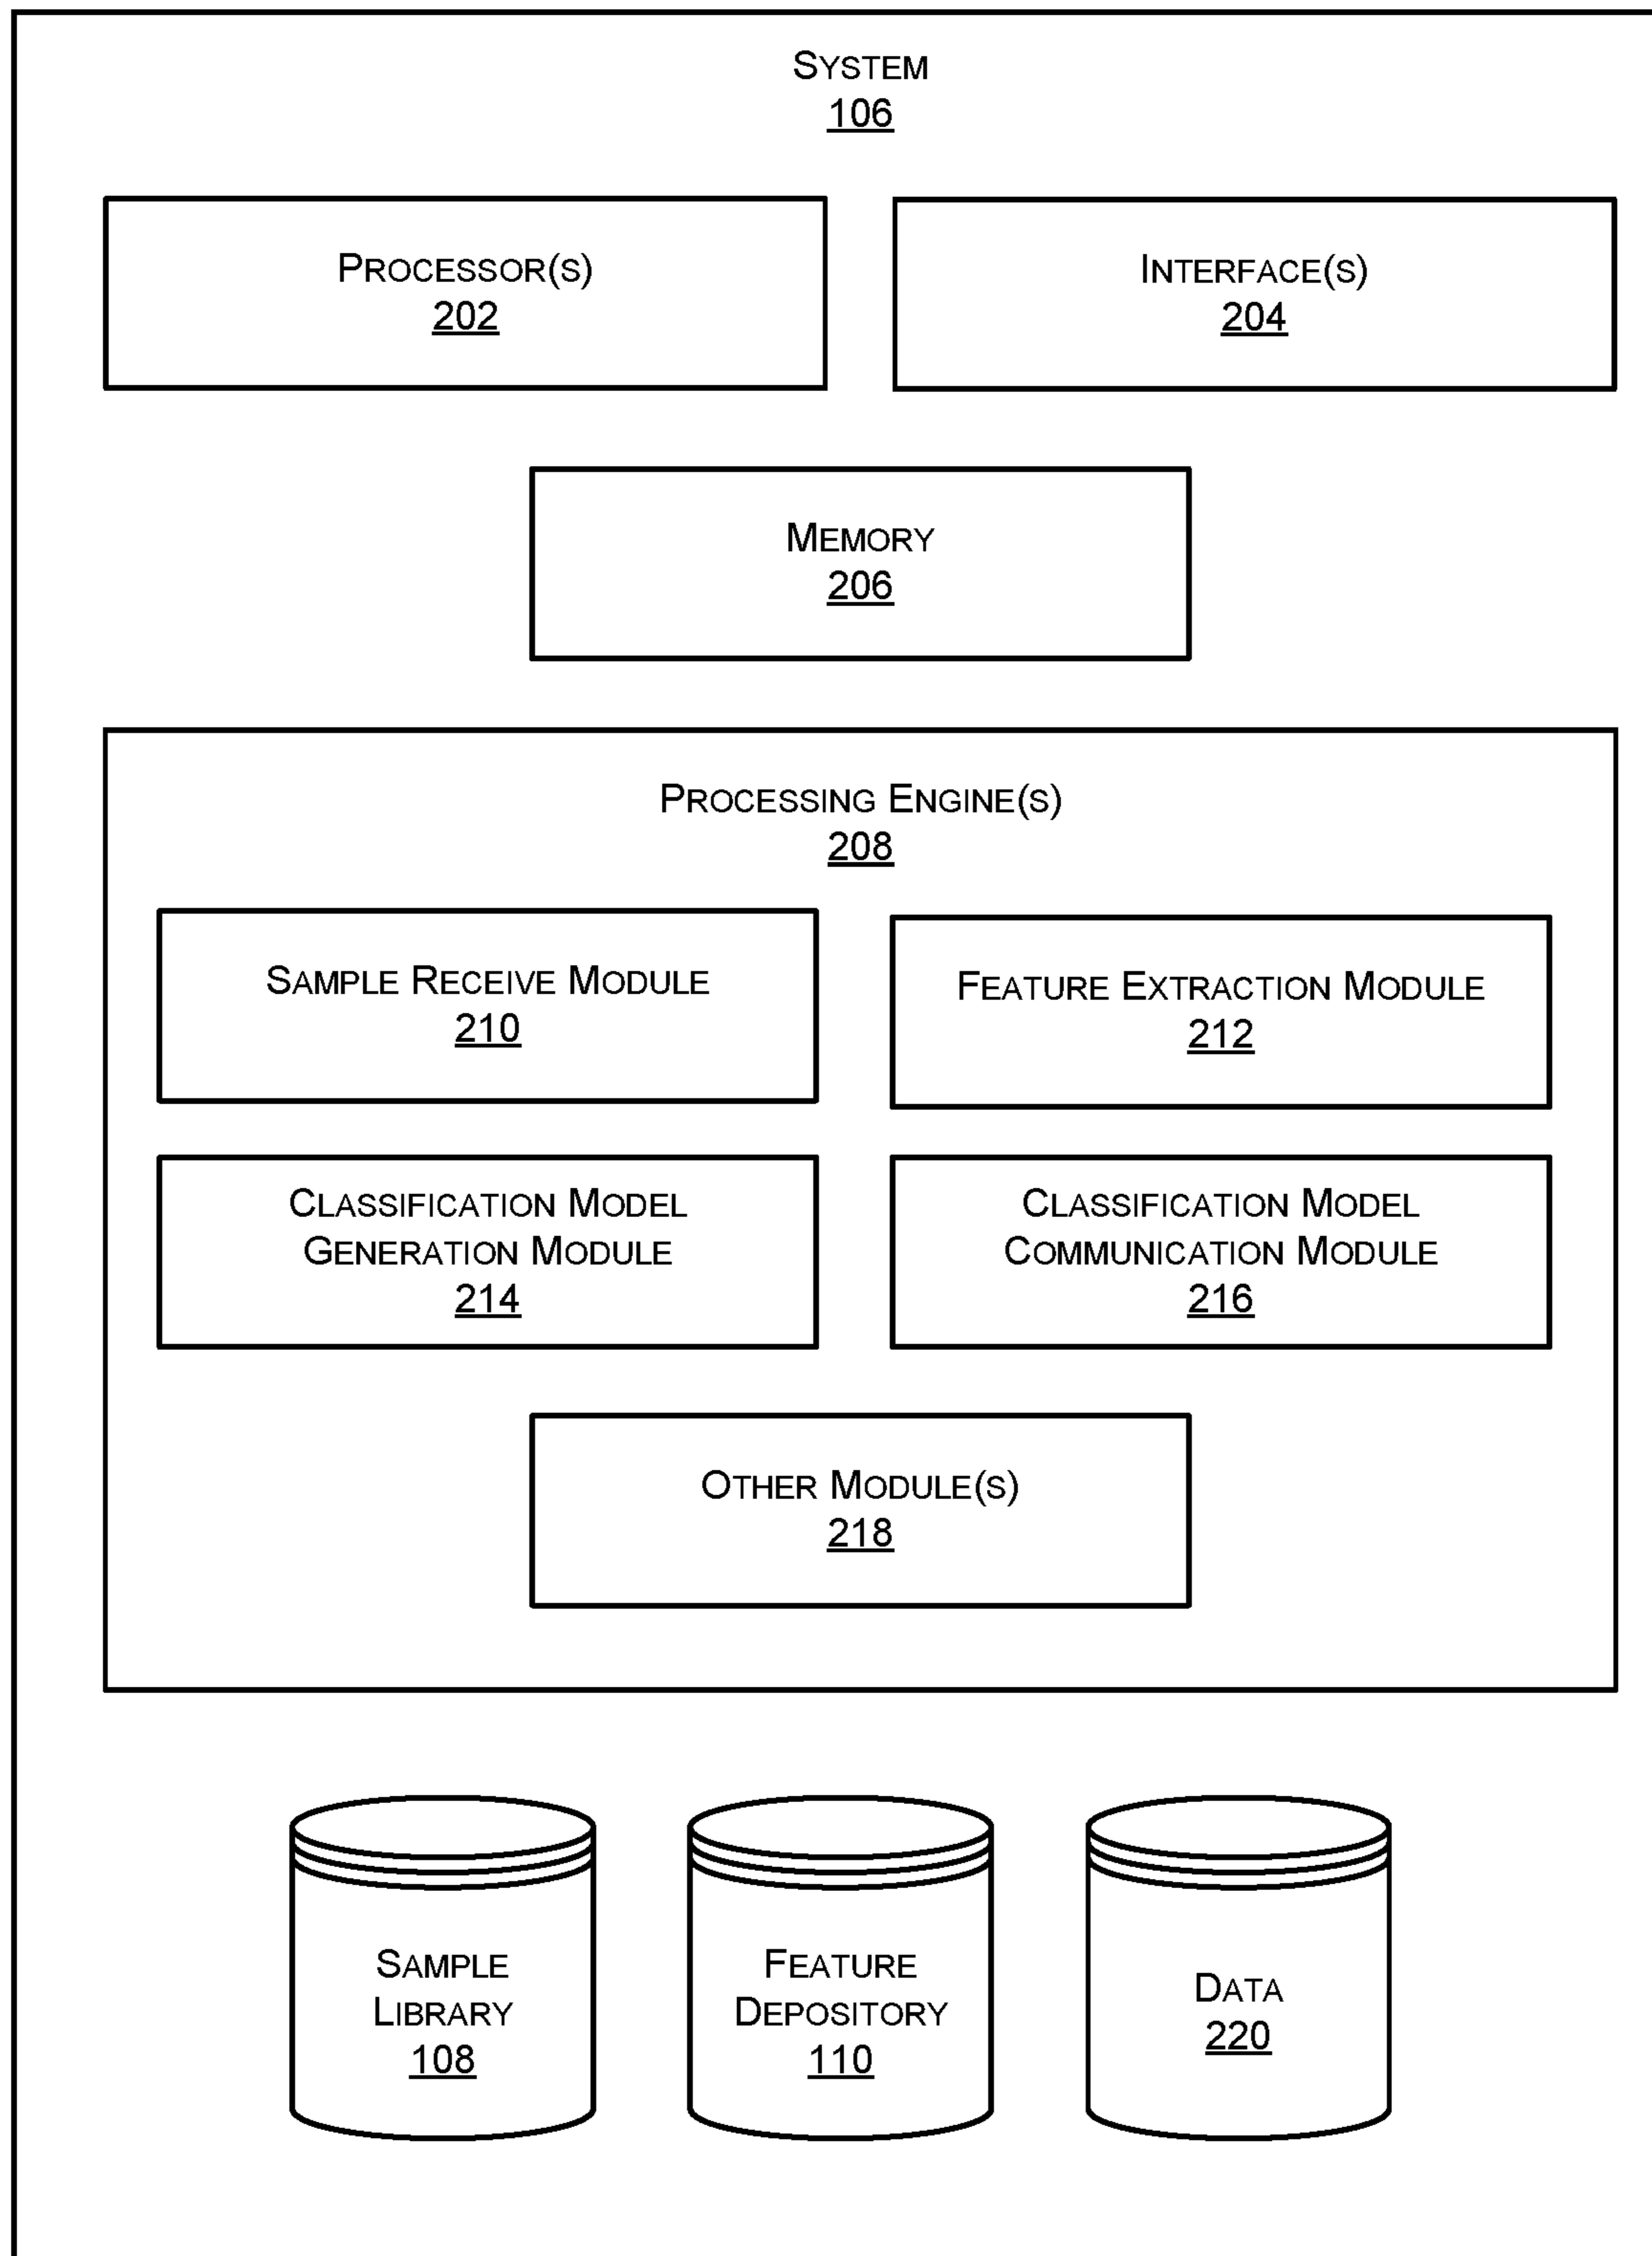 SYSTEM
106
PROCESSOR(S)
202
INTERFACE(S)
204
MEMORY
206
PROCESSING ENGINE(S)
208
SAMPLE RECEIVE MODULE
210
FEATURE EXTRACTION MODULE
212
CLASSIFICATION MODEL
GENERATION MODULE
214
CLASSIFICATION MODEL
COMMUNICATION MODULE
216
OTHER MODULE(S)
218
SAMPLE
LIBRARY
108
FEATURE
DEPOSITORY
110
DATA
220